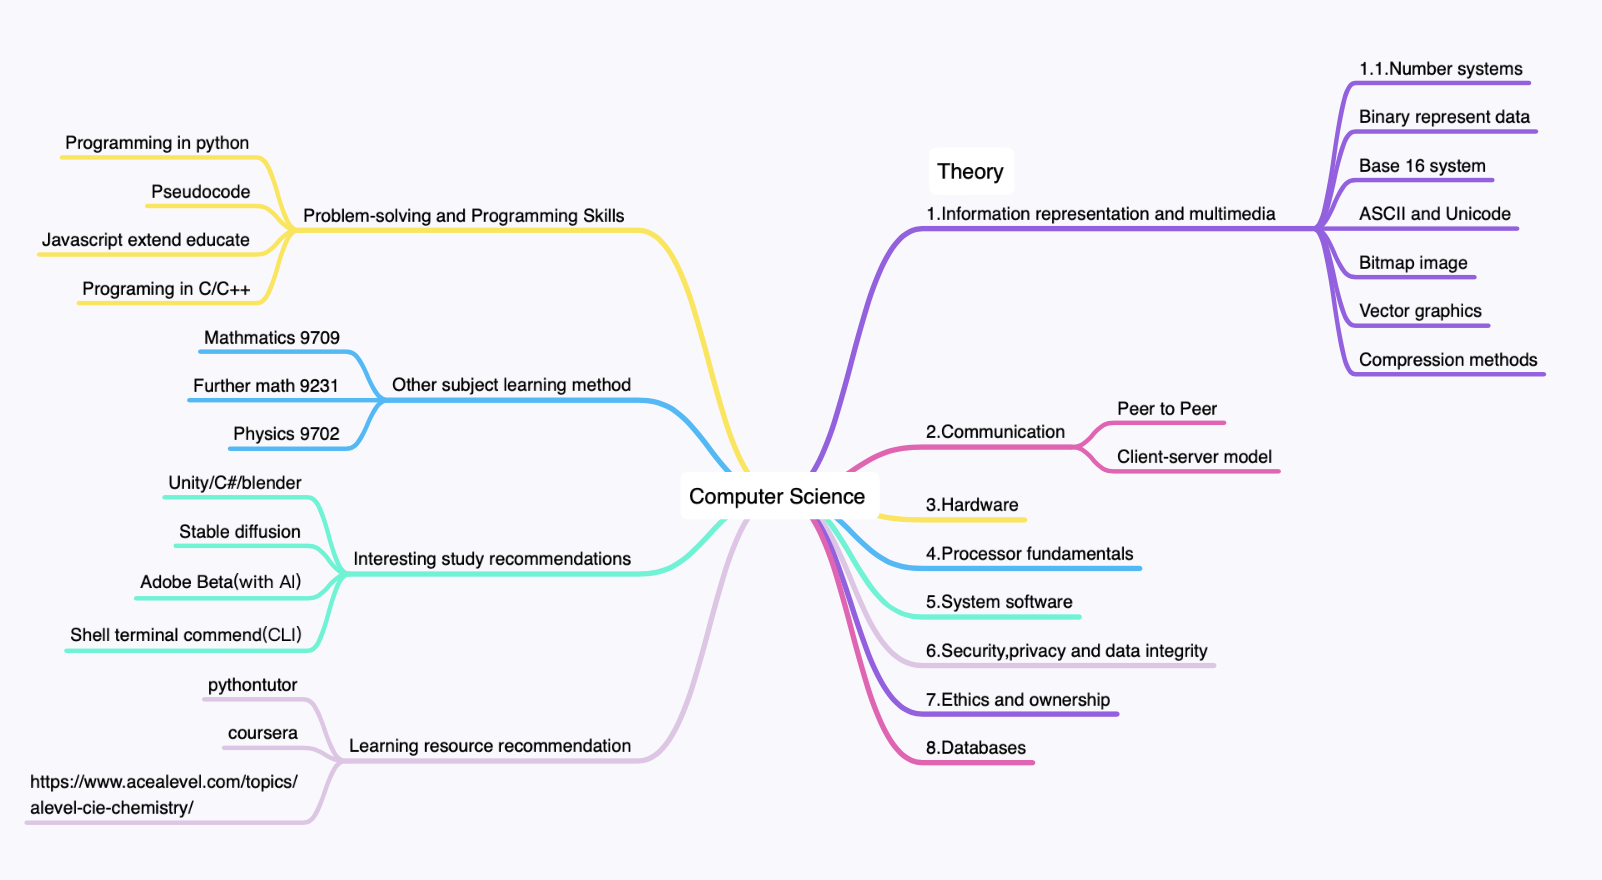 Programming in python
Pseudocode
Javascript extend educate
Programing in C/C++
Problem-solving and Programming Skills
Mathmatics 9709
Further math 9231
Physics 9702
Other subject learning method
Unity/C#/blender
Stable diffusion
Adobe Beta(with AI)
Shell terminal commend(CLI)
Interesting study recommendations
pythontutor
coursera
https://www.acealevel.com/topics/
alevel-cie-chemistry/
Learning resource recommendation
Computer Science
Theory
1.Information representation and multimedia
1.1.Number systems
Binary represent data
Base 16 system
ASCII and Unicode
Bitmap image
Vector graphics
Compression methods
2.Communication
Peer to Peer
Client-server model
3.Hardware
4.Processor fundamentals
5.System software
6.Security,privacy and data integrity
7.Ethics and ownership
8.Databases